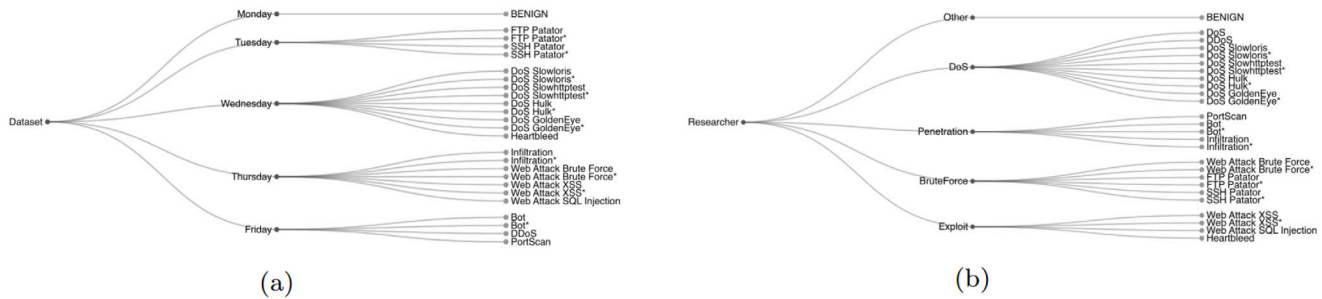 Dataset
Monday
BENIGN
Tuesday
FTP Patator
FTP Patator*
SSH Patator
SSH Patator*
Wednesday
DoS Slowloris
DoS Slowloris*
DoS Slowhttptest
DoS Slowhttptest*
DoS Hulk
DoS Hulk*
DoS GoldenEye
DoS GoldenEye*
Heartbleed
Thursday
Infiltration
Infiltration*
Web Attack Brute Force
Web Attack Brute Force*
Web Attack XSS
Web Attack XSS*
Web Attack SQL Injection
Friday
Bot
Bot*
DDoS
PortScan
(a)
Researcher
Other
BENIGN
DoS
DoS
DDoS
DoS Slowloris
DoS Slowloris*
DoS Slowhttptest
DoS Slowhttptest*
DoS Hulk
DoS Hulk*
DoS GoldenEye
DoS GoldenEye*
Penetration
PortScan
Bot
Bot*
Infiltration
Infiltration*
BruteForce
Web Attack Brute Force
Web Attack Brute Force*
FTP Patator
FTP Patator*
SSH Patator
SSH Patator*
Exploit
Web Attack XSS
Web Attack XSS*
Web Attack SQL Injection
Heartbleed
(b)